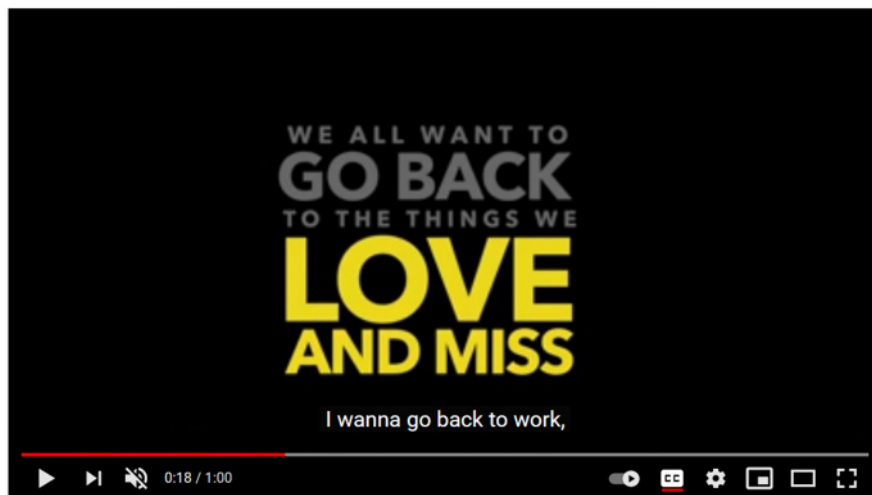 WE ALL WANT TO
GO BACK
TO THE THINGS WE
LOVE
AND MISS
I wanna go back to work,
0:18 / 1:00
CC